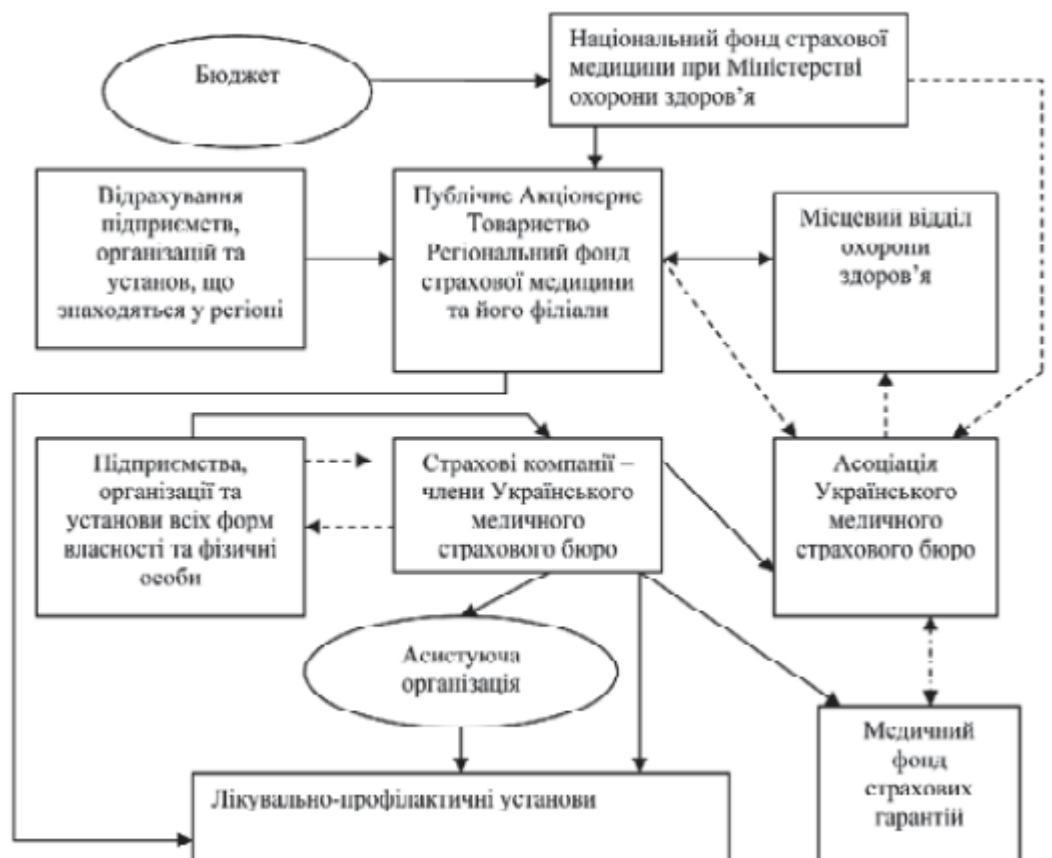 Бюджет
Національний фонд страхової
медицини при Міністерстві
охорони здоров’я
Відрахування
підприємств,
організацій та
установ, що
знаходяться у регіоні
Публічне Акціонерне
Товариство
Регіональний фонд
страхової медицини
та його філіали
Місцевий відділ
охорони
здоров’я
Підприємства,
організації та
установи всіх форм
власності та фізичні
особи
Страхові компанії –
члени Українського
медичного
страхового бюро
Асоціація
Українського
медичного
страхового бюро
Асистуюча
організація
Медичний
фонд
страхових
гарантій
Лікувально-профілактичні установи